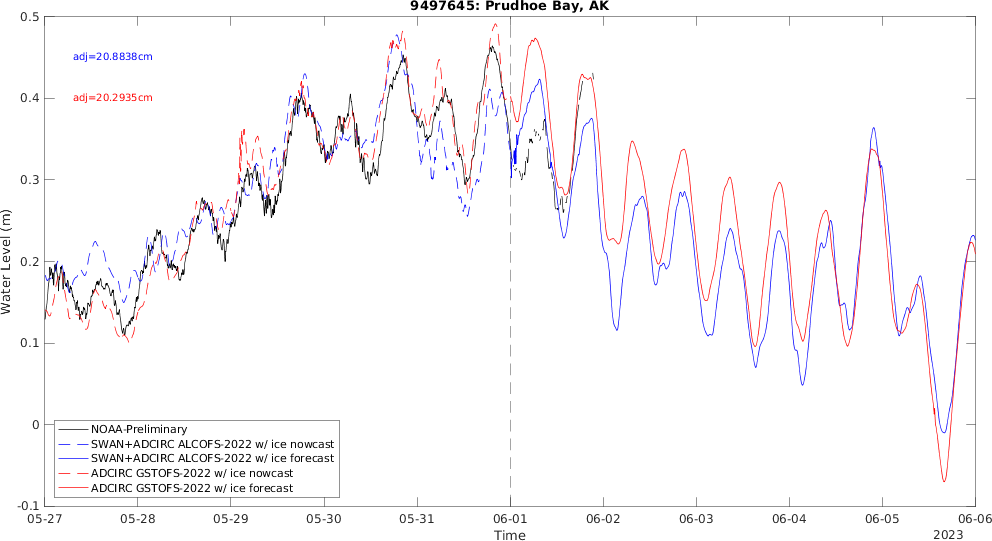 9497645: Prudhoe Bay, AK
0.5
adj=20.8838cm
adj=20.2935cm
0.4
0.3
Water Level (m)
0.2
0.1
0
-0.1
NOAA-Preliminary
SWAN+ADCIRC ALCOFS-2022 w/ ice nowcast
SWAN+ADCIRC ALCOFS-2022 w/ ice forecast
ADCIRC GSTOFS-2022 w/ ice nowcast
ADCIRC GSTOFS-2022 w/ ice forecast
05-27 05-28 05-29 05-30 05-31 06-01 06-02 06-03 06-04 06-05 06-06
Time
2023